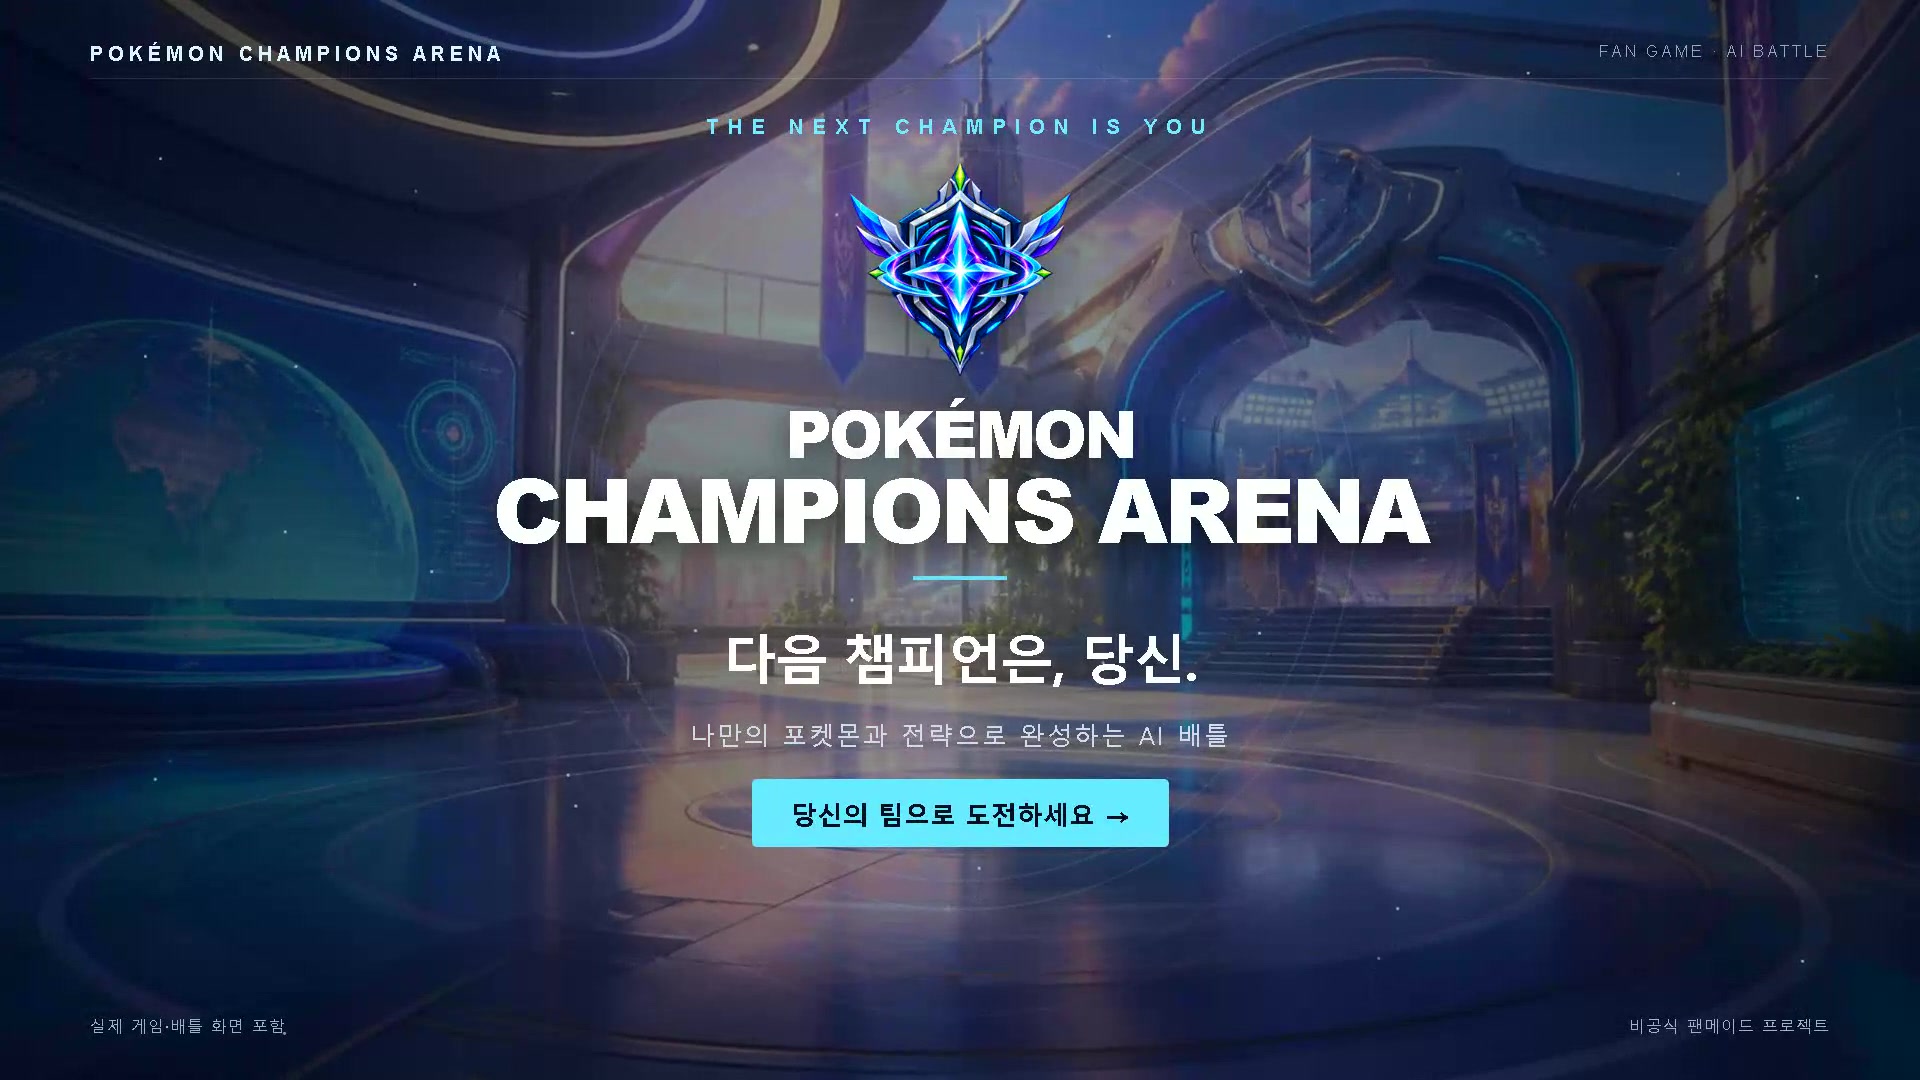 POKÉMON CHAMPIONS ARENA
FAN GAME · AI BATTLE
THE NEXT CHAMPION IS YOU
POKÉMON
CHAMPIONS ARENA
다음 챔피언은, 당신.
나만의 포켓몬과 전략으로 완성하는 AI 배틀
당신의 팀으로 도전하세요 →
실제 게임·배틀 화면 포함
비공식 팬메이드 프로젝트